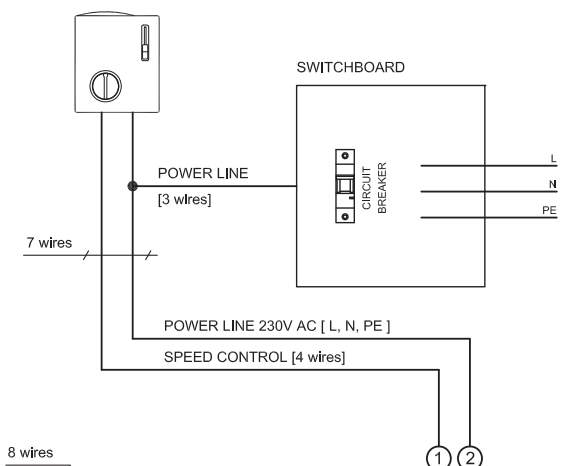 SWITCHBOARD
POWER LINE
[3 wires]
CIRCUIT
BREAKER
L
N
PE
7 wires
POWER LINE 230V AC [ L, N, PE ]
SPEED CONTROL [4 wires]
8 wires
1 2